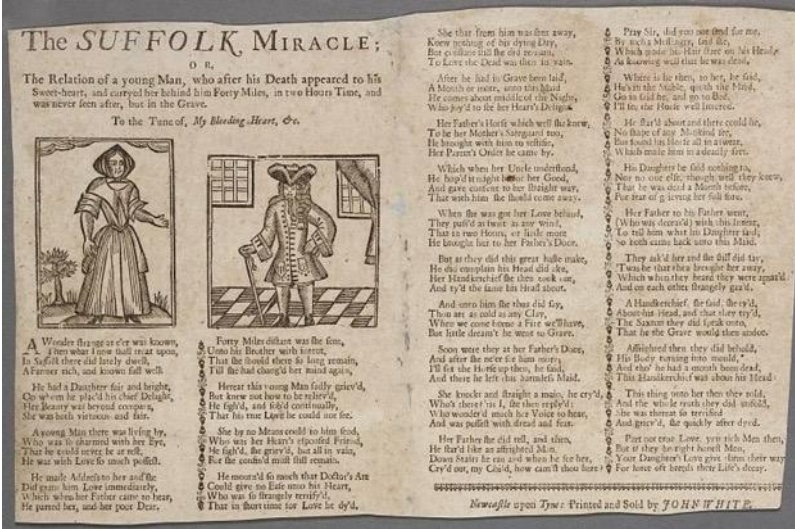 The SUFFOLK MIRACLE;
OR,
The Relation of a young Man, who after his Death appeared to his
Sweet-heart, and carryed her behind him Forty Miles, in two Hours Time, and
was never seen after, but in the Grave.
To the Tune of, My Bleeding Heart, &c.
A Wonder strange as e'er was known,
Then what I now shall treat upon,
In Suffolk there did lately dwell,
A Farmer rich, and known full well.
He had a Daughter fair and bright,
On whom he plac'd his chief Delight,
Her Beauty was beyond compare,
She was both virtuous and fair.
A young Man there was living by,
Who was so charmed with her Eye,
That he could never be at rest,
He was with Love so much possest.
He made Address to her and she
Did grant him Love immediately,
Which when her Father came to hear,
He parted her, and her poor Dear.
Forty Miles distant was she sent,
Unto his Brother with intent,
That she should there so long remain,
Till she had chang'd her mind again,
Hereat this young Man sadly griev'd,
But knew not how to be reliev'd,
He sigh'd, and sob'd continually,
That his true Love he could not see.
She by no Means could to him send,
Who was her Heart's espoused Friend,
He sigh'd, she griev'd, but all in vain,
For she confin'd must still remain.
He mourn'd so much that Doctor's Art
Could give no Ease unto his Heart,
Who was so strangely terrify'd,
That in short time for Love he dy'd.
She that from him was sent away,
Knew nothing of his dying Day,
But constant still she did remain,
To Love the Dead was then in vain.
After he had in Grave been laid,
A Month or more, unto this Maid
He comes about middle of the Night,
Who joy'd to see her Heart's Delight.
Her Father's Horse which well she knew,
To be her Mother's Safeguard too,
He brought with him to testifie,
Her Parent's Order he came by.
Which when her Uncle understood,
He hop'd it might be for her Good,
And gave consent to her straight way,
That with him she should come away.
When she was got her Love behind,
They pass'd as swift as any wind,
That in two Hours, or little more
He brought her to her Father's Door.
But as they did this great haste make,
He did complain his Head did ake,
Her Handkerchief she then took out,
And ty'd the same his Head about.
And unto him she thus did say,
Thou art as cold as any Clay,
When we come home a Fire we'll have,
But little dream't he went to Grave.
Soon were they at her Father's Door,
And after she ne'er see him more,
I'll set the Horse up then, he said,
And there he left this harmless Maid.
She knockt and straight a man, he cry'd,
Who's there? 'tis I, she then reply'd;
Who wonder'd much her Voice to hear,
And was possest with dread and fear.
Her Father she did tell, and then,
He star'd like an affrighted Man.
Down Stairs he ran and when he see her,
Cry'd out, my Child, how cam'st thou here?
Pray Sir, did you not send for me,
By such a Messenger, said she,
Which made his Hair stare on his Head,
As knowing well that he was dead,
Where is he then, to her, he said,
He's in the Stable, quoth the Maid,
Go in said he, and go to Bed,
I'll see the Horse well littered.
He star'd about and there could he,
No shape of any Mankind see,
But found his Horse all in a sweat,
Which made him in a deadly fret.
His Daughter he said nothing to,
Nor no one else, though well they knew,
That he was dead a Month before,
For fear of grieving her full sore.
Her Father to his Father went,
(Who was deceas'd) with this Intent,
To tell him what his Daughter said,
So both came back unto this Maid.
They ask'd her and she still did say,
'Twas he that then brought her away,
Which when they heard they were amaz'd
And on each other strangely gaz'd.
A Handkerchief, she said, she ty'd,
About his Head, and that they try'd,
The Saxton they did speak unto,
That he the Grave would then undoe.
Affrighted then they did behold,
His Body turning into mould,
And tho' he had a month been dead,
This Handkerchief was about his Head
This thing unto her then they told,
And the whole truth they did unfold,
She was thereat so terrified
And griev'd, she quickly after dyed.
Part not true Love, you rich Men then,
But if they be right honest Men,
Your Daughter's Love give them their way
For force oft breeds there Life's decay.
Newcastle upon Tyne: Printed and Sold by JOHN WHITE.